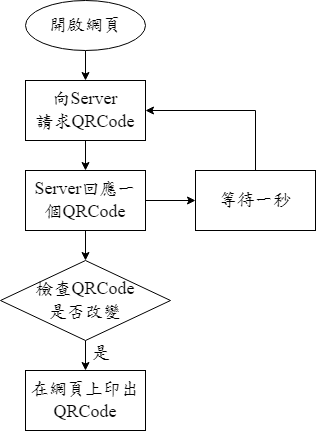 開啟網頁
向Server
請求QRCode
Server回應一
個QRCode
等待一秒
檢查QRCode
是否改變
是
在網頁上印出
QRCode